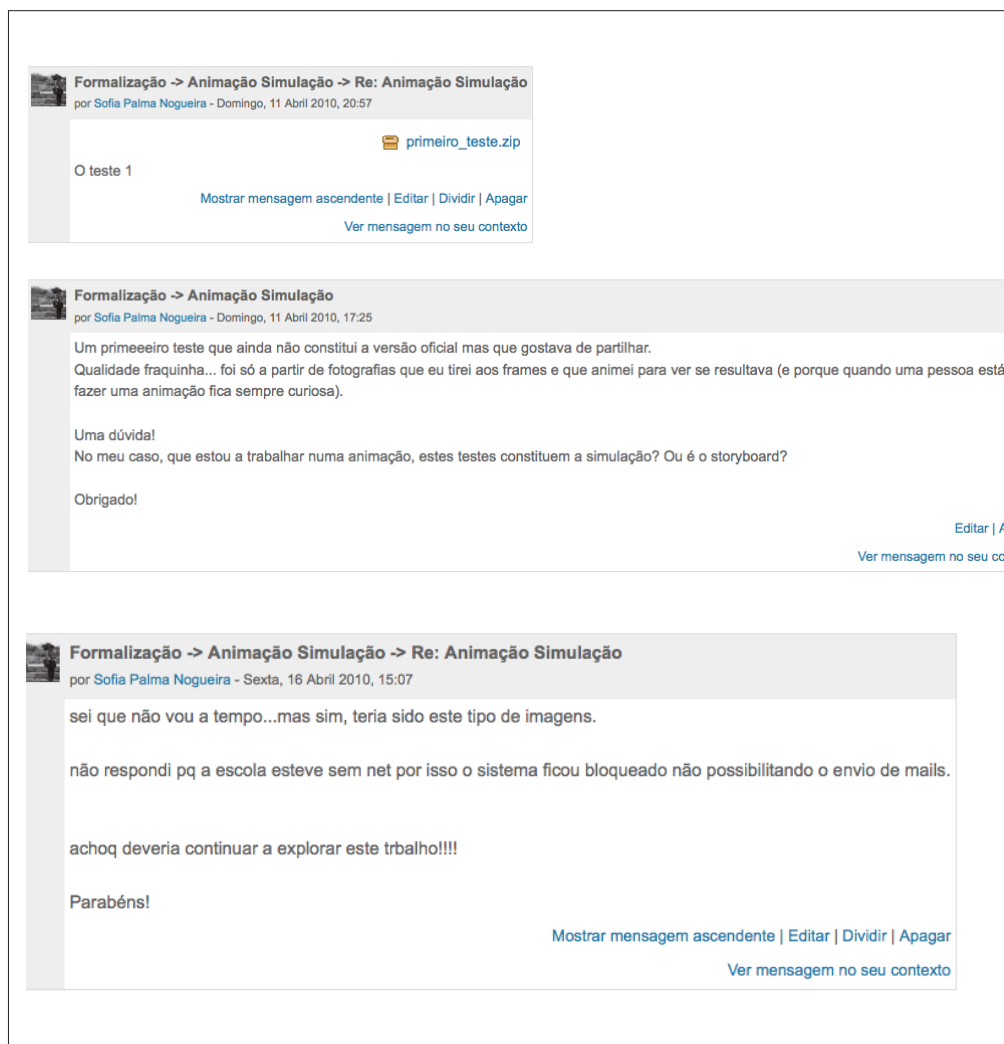 Formalização -> Animação Simulação -> Re: Animação Simulação
por Sofia Palma Nogueira - Domingo, 11 Abril 2010, 20:57
primeiro_teste.zip
O teste 1
Mostrar mensagem ascendente | Editar | Dividir | Apagar
Ver mensagem no seu contexto
Formalização -> Animação Simulação
por Sofia Palma Nogueira - Domingo, 11 Abril 2010, 17:25
Um primeeeiro teste que ainda não constitui a versão oficial mas que gostava de partilhar.
Qualidade fraquinha... foi só a partir de fotografias que eu tirei aos frames e que animei para ver se resultava (e porque quando uma pessoa está
fazer uma animação fica sempre curiosa).
Uma dúvida!
No meu caso, que estou a trabalhar numa animação, estes testes constituem a simulação? Ou é o storyboard?
Obrigado!
Editar |
Ver mensagem no seu
Formalização -> Animação Simulação -> Re: Animação Simulação
por Sofia Palma Nogueira - Sexta, 16 Abril 2010, 15:07
sei que não vou a tempo...mas sim, teria sido este tipo de imagens.
não respondi pq a escola esteve sem net por isso o sistema ficou bloqueado não possibilitando o envio de mails.
achoq deveria continuar a explorar este trbalho!!!!
Parabéns!
Mostrar mensagem ascendente | Editar | Dividir | Apagar
Ver mensagem no seu contexto